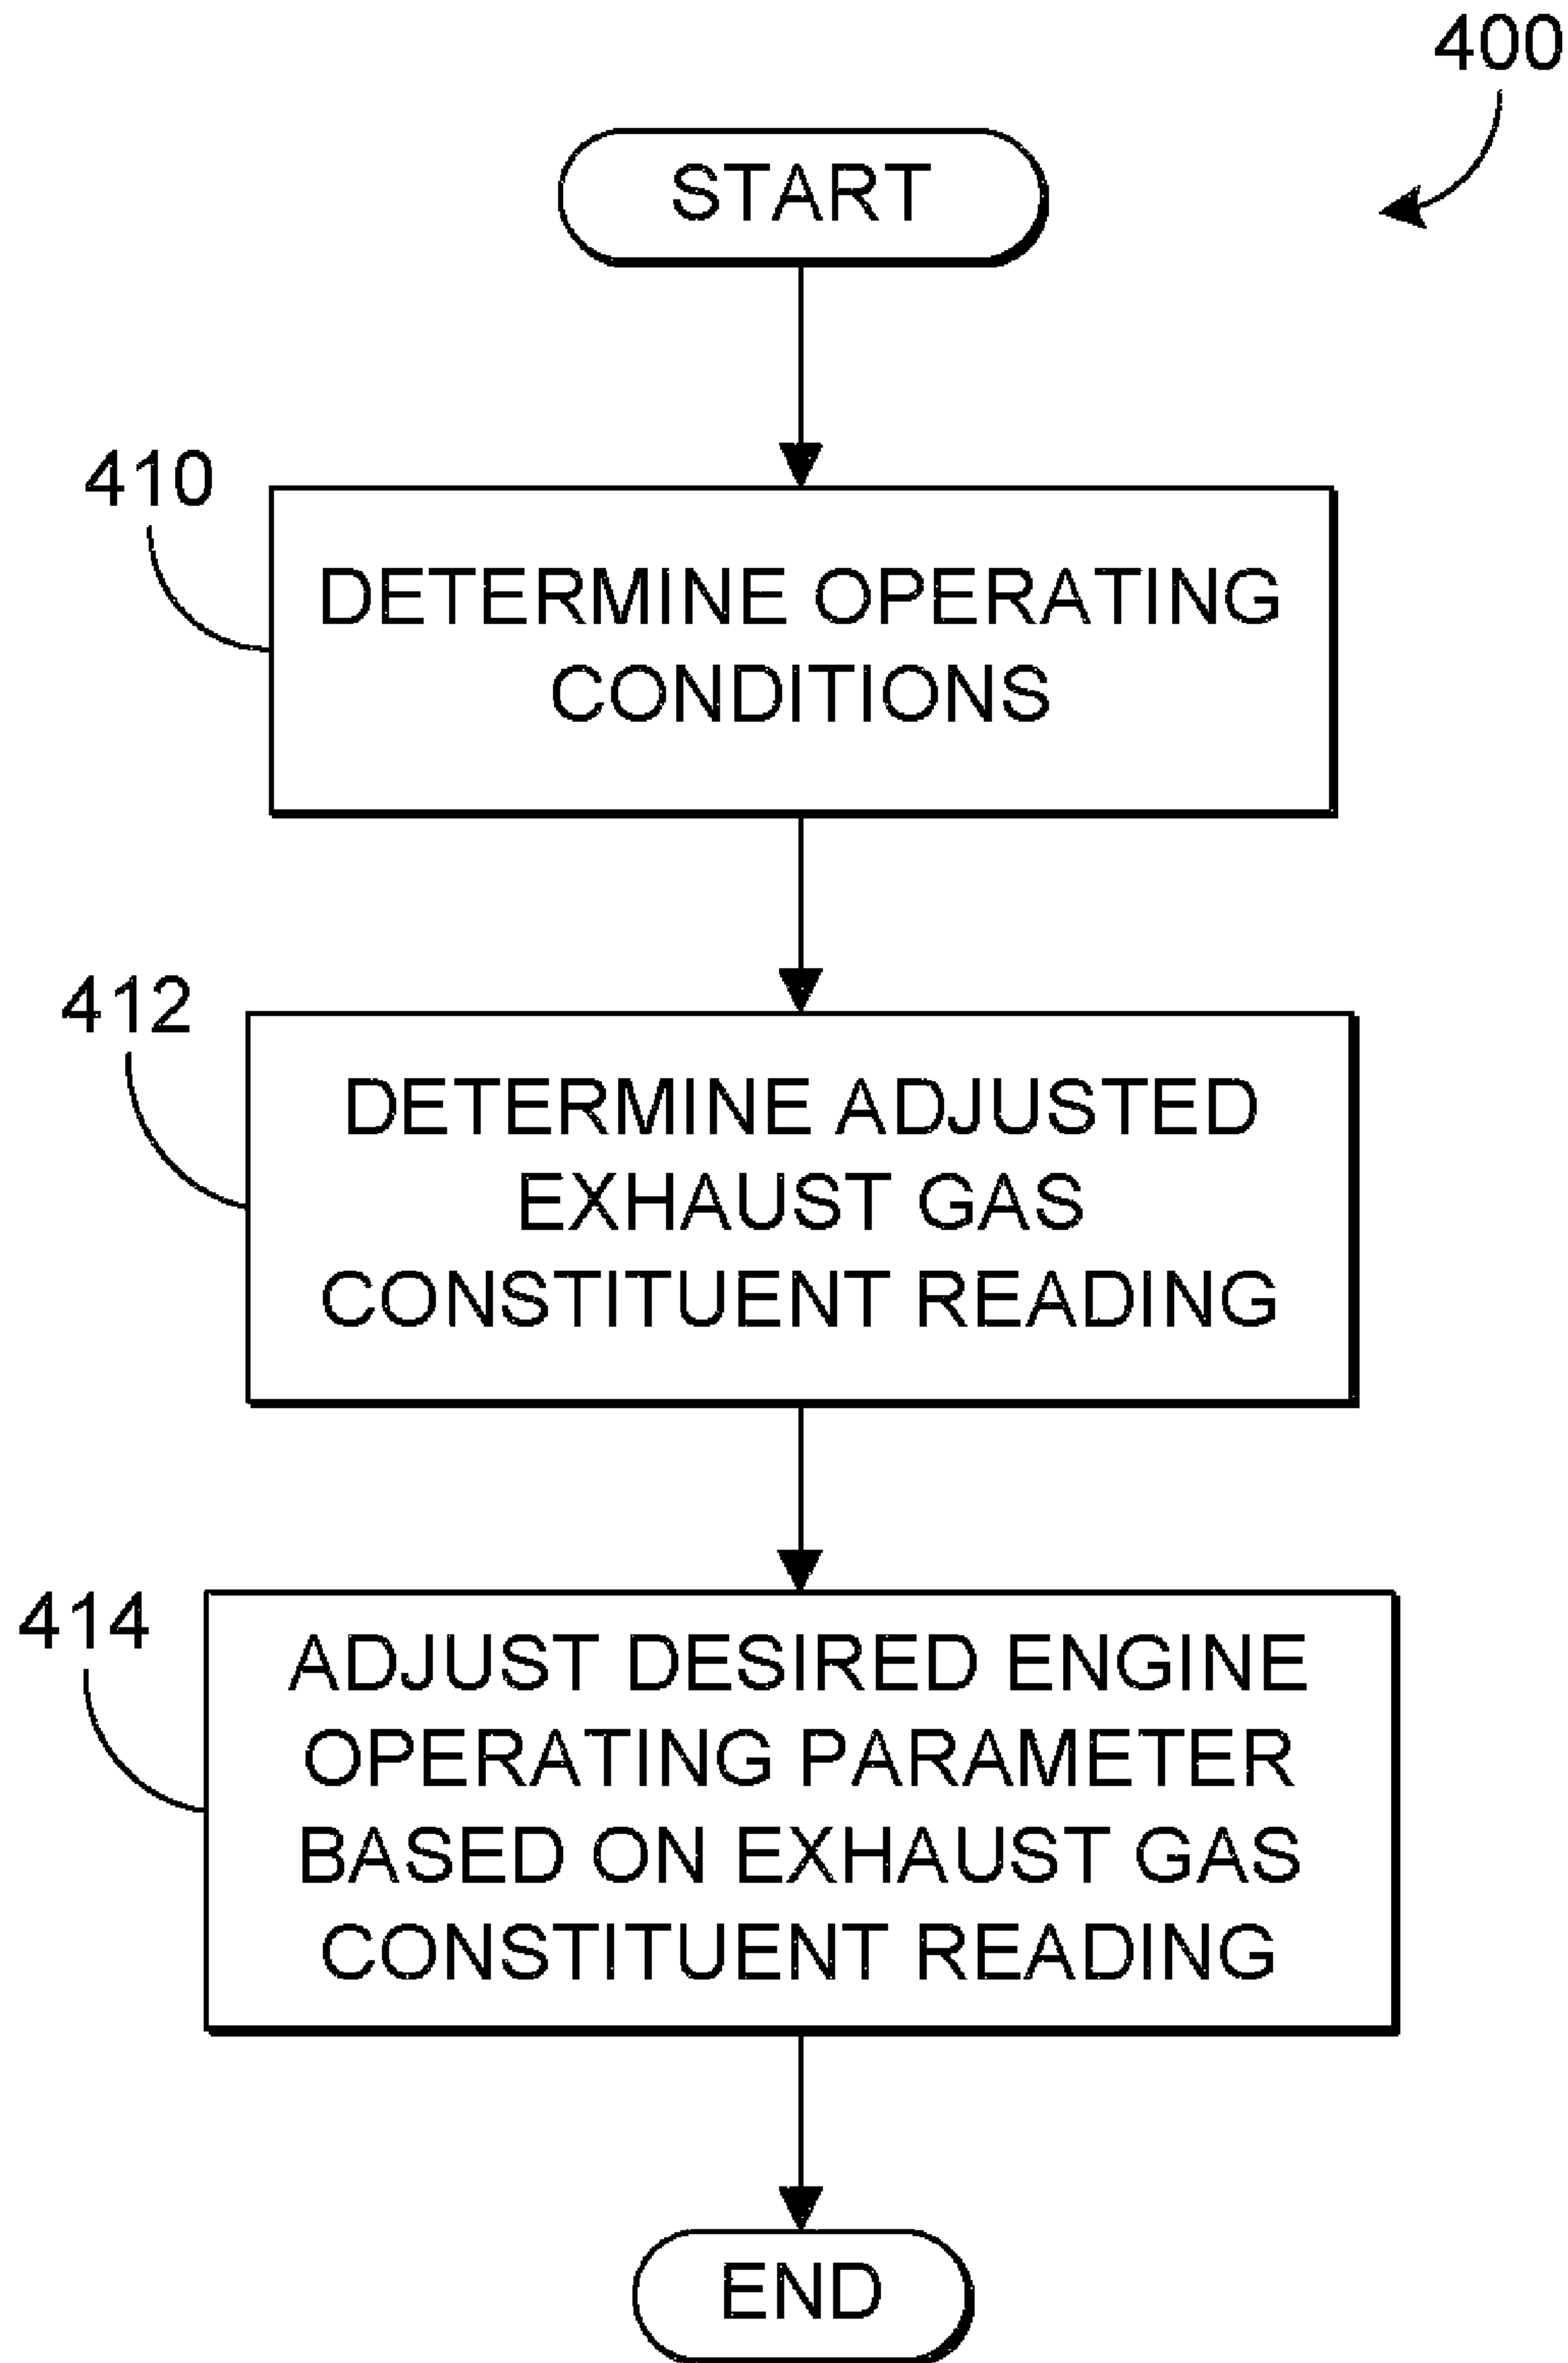 400
START
410
DETERMINE OPERATING
CONDITIONS
412
DETERMINE ADJUSTED
EXHAUST GAS
CONSTITUENT READING
414
ADJUST DESIRED ENGINE
OPERATING PARAMETER
BASED ON EXHAUST GAS
CONSTITUENT READING
END